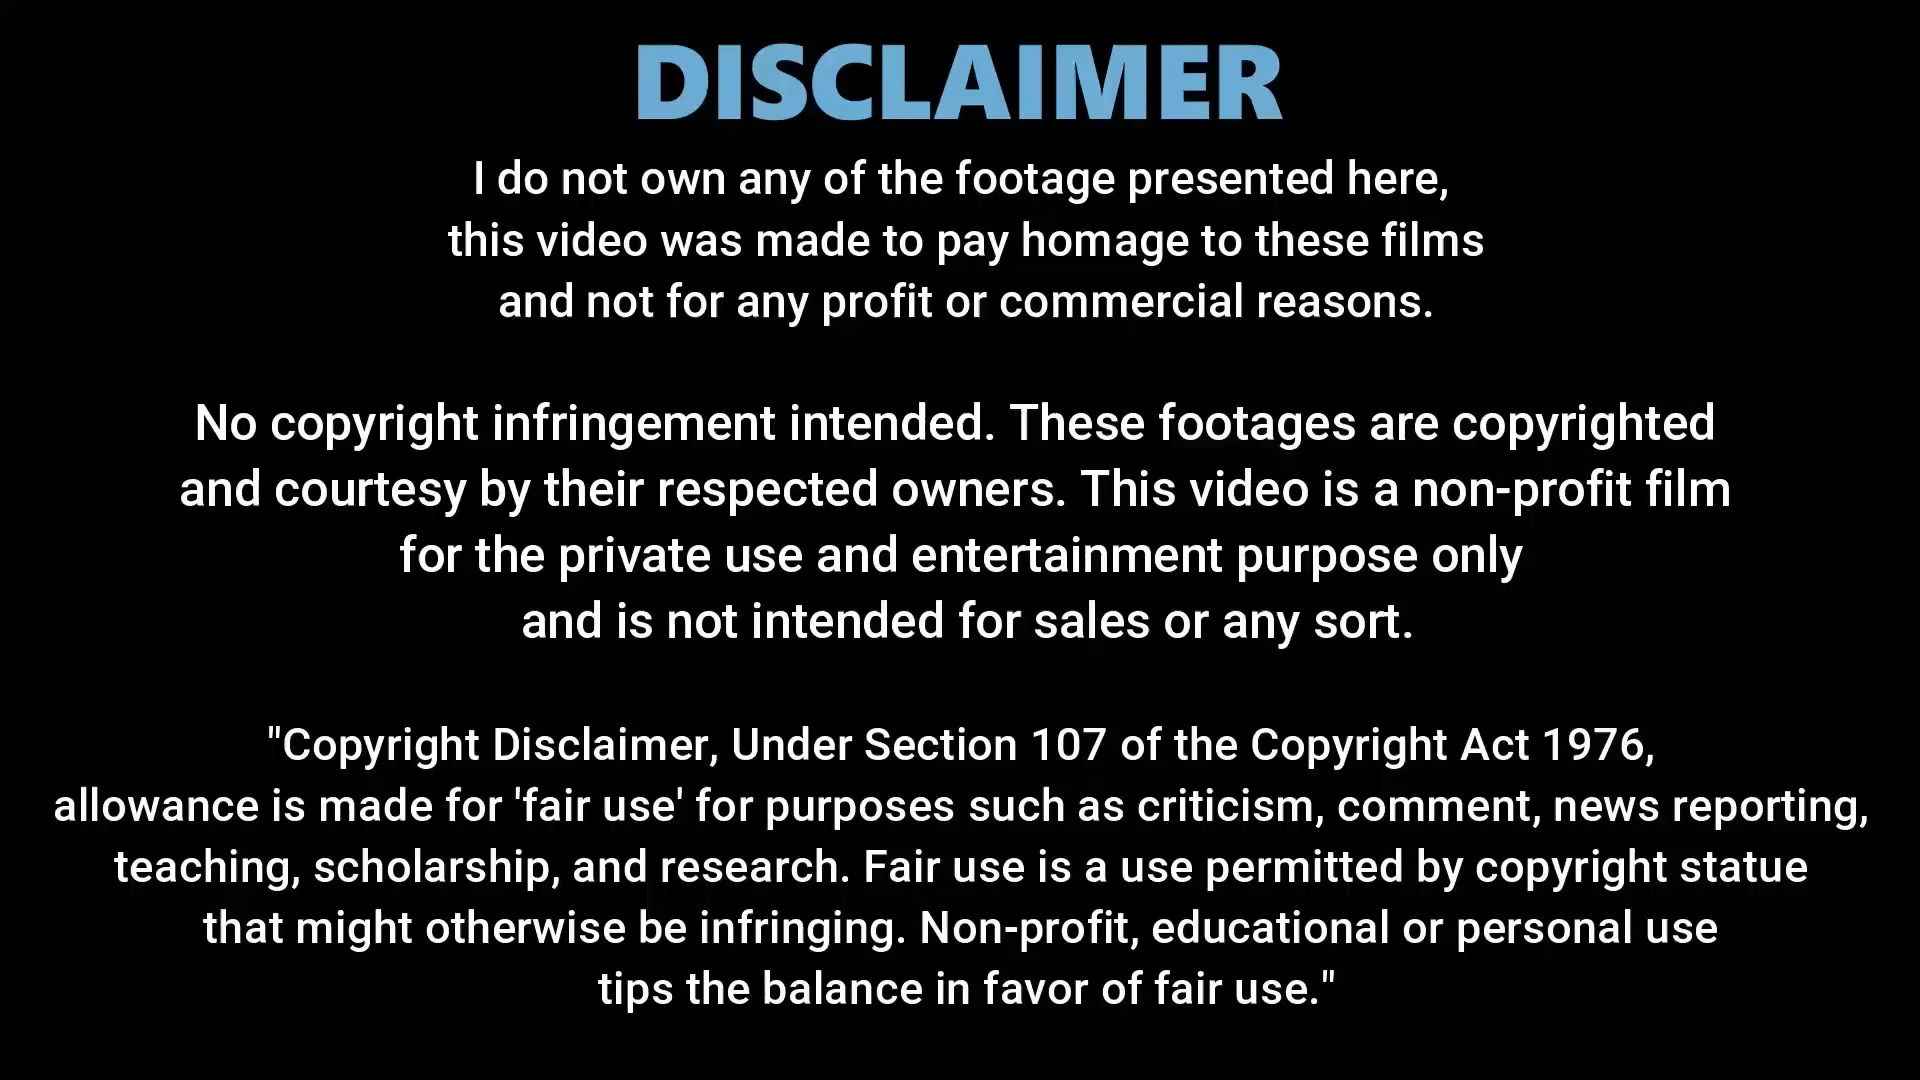 DISCLAIMER
I do not own any of the footage presented here,
this video was made to pay homage to these films
and not for any profit or commercial reasons.
No copyright infringement intended. These footages are copyrighted
and courtesy by their respected owners. This video is a non-profit film
for the private use and entertainment purpose only
and is not intended for sales or any sort.
"Copyright Disclaimer, Under Section 107 of the Copyright Act 1976,
allowance is made for 'fair use' for purposes such as criticism, comment, news reporting,
teaching, scholarship, and research. Fair use is a use permitted by copyright statue
that might otherwise be infringing. Non-profit, educational or personal use
tips the balance in favor of fair use."